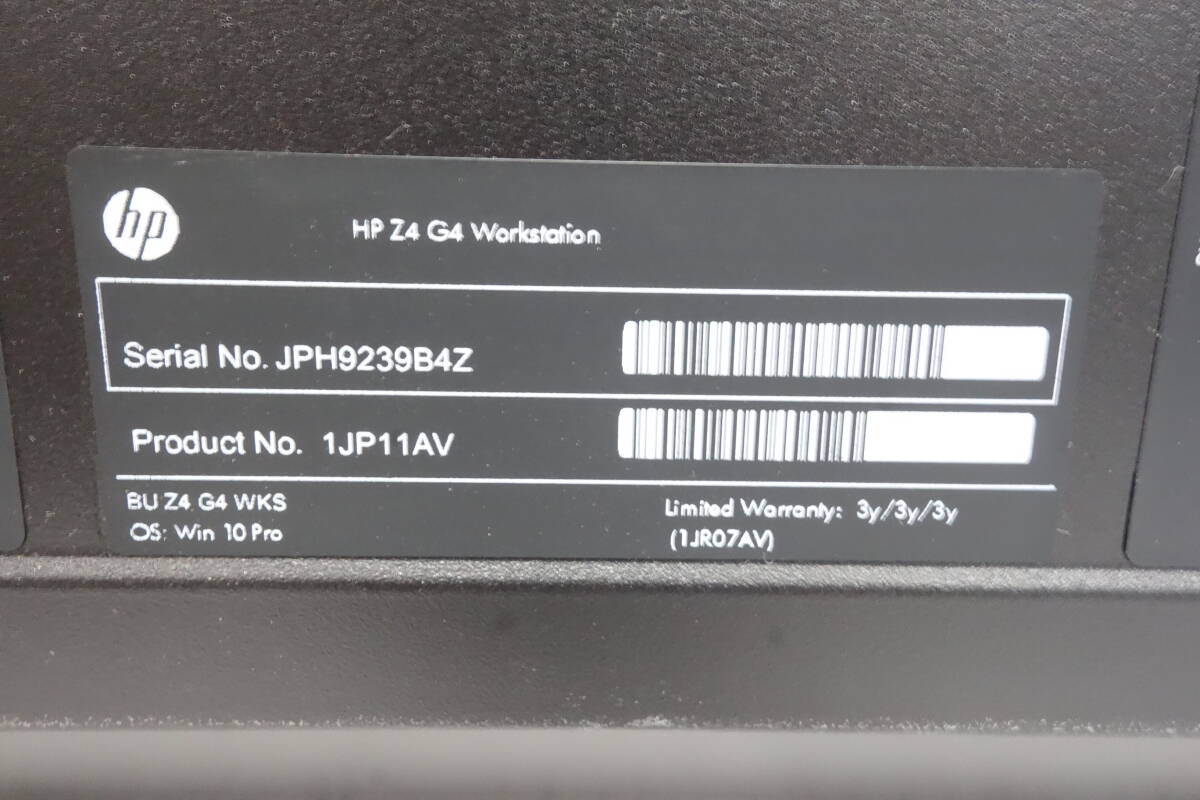 hp
HP Z4 G4 Workstation
Serial No. JPH9239B4Z
Product No. 1JP11AV
BU Z4 G4 WKS
OS: Win 10 Pro
Limited Warranty: 3y/3y/3y
(1JR07AV)